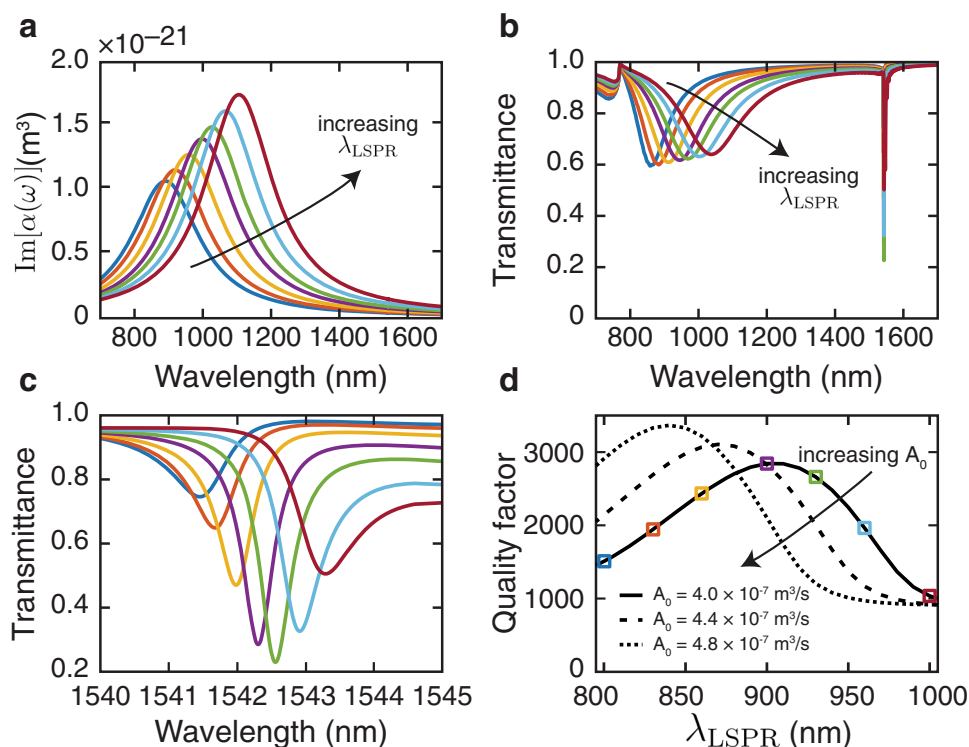 a
×10–21
Im[α(ω)](m³)
2.0
1.5
1.0
0.5
0
increasing
λLSPR
800 1000 1200 1400 1600
Wavelength (nm)
b
Transmittance
1.0
0.8
0.6
0.4
0.2
0
increasing
λLSPR
800 1000 1200 1400 1600
Wavelength (nm)
c
Transmittance
1.0
0.8
0.6
0.4
0.2
1540 1541 1542 1543 1544 1545
Wavelength (nm)
d
Quality factor
3000
2000
1000
0
increasing A₀
A₀ = 4.0 × 10⁻⁷ m³/s
A₀ = 4.4 × 10⁻⁷ m³/s
A₀ = 4.8 × 10⁻⁷ m³/s
800 850 900 950 1000
λLSPR (nm)